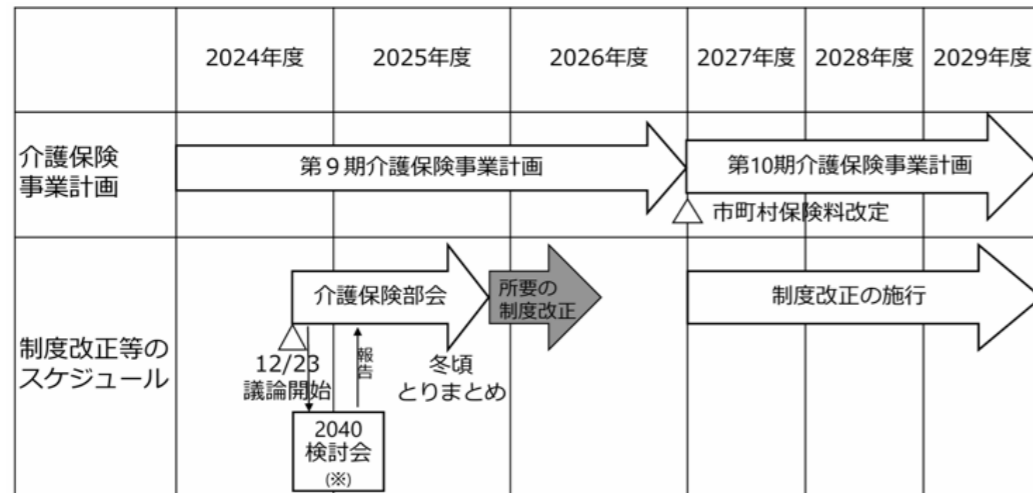 2024年度
2025年度
2026年度
2027年度
2028年度
2029年度
介護保険
事業計画
第９期介護保険事業計画
第10期介護保険事業計画
市町村保険料改定
制度改正等の
スケジュール
介護保険部会
所要の
制度改正
制度改正の施行
12/23
議論開始
報告
冬頃
とりまとめ
2040
検討会
(※)